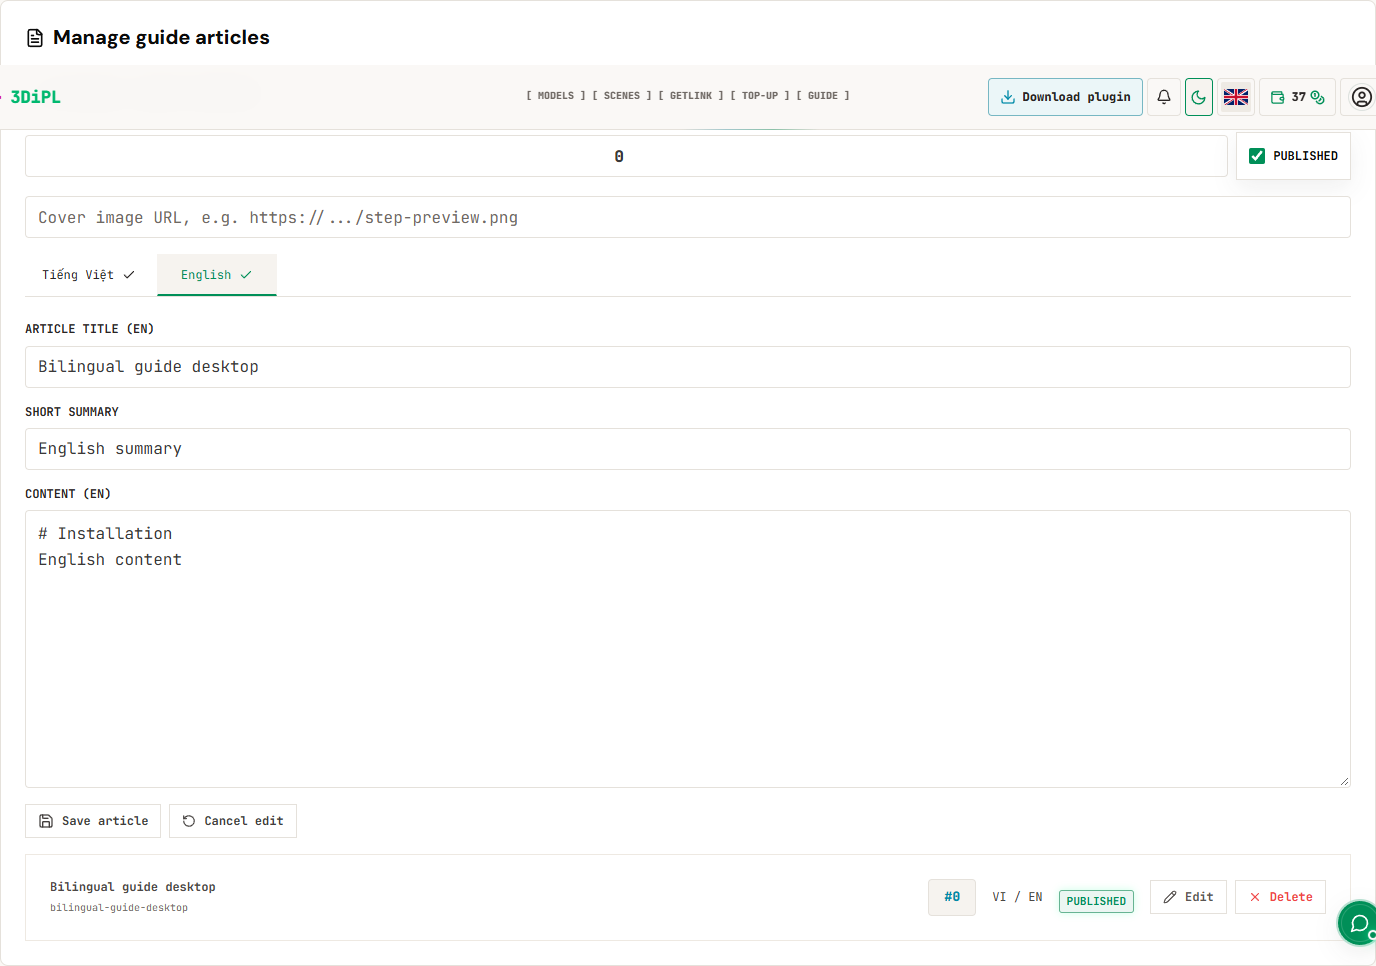 Manage guide articles
3DiPL
[ MODELS ] [ SCENES ] [ GETLINK ] [ TOP-UP ] [ GUIDE ]
Download plugin
37
0
PUBLISHED
Cover image URL, e.g. https://.../step-preview.png
Tiếng Việt
English
ARTICLE TITLE (EN)
Bilingual guide desktop
SHORT SUMMARY
English summary
CONTENT (EN)
# Installation
English content
Save article
Cancel edit
Bilingual guide desktop
bilingual-guide-desktop
#0
VI / EN
PUBLISHED
Edit
Delete